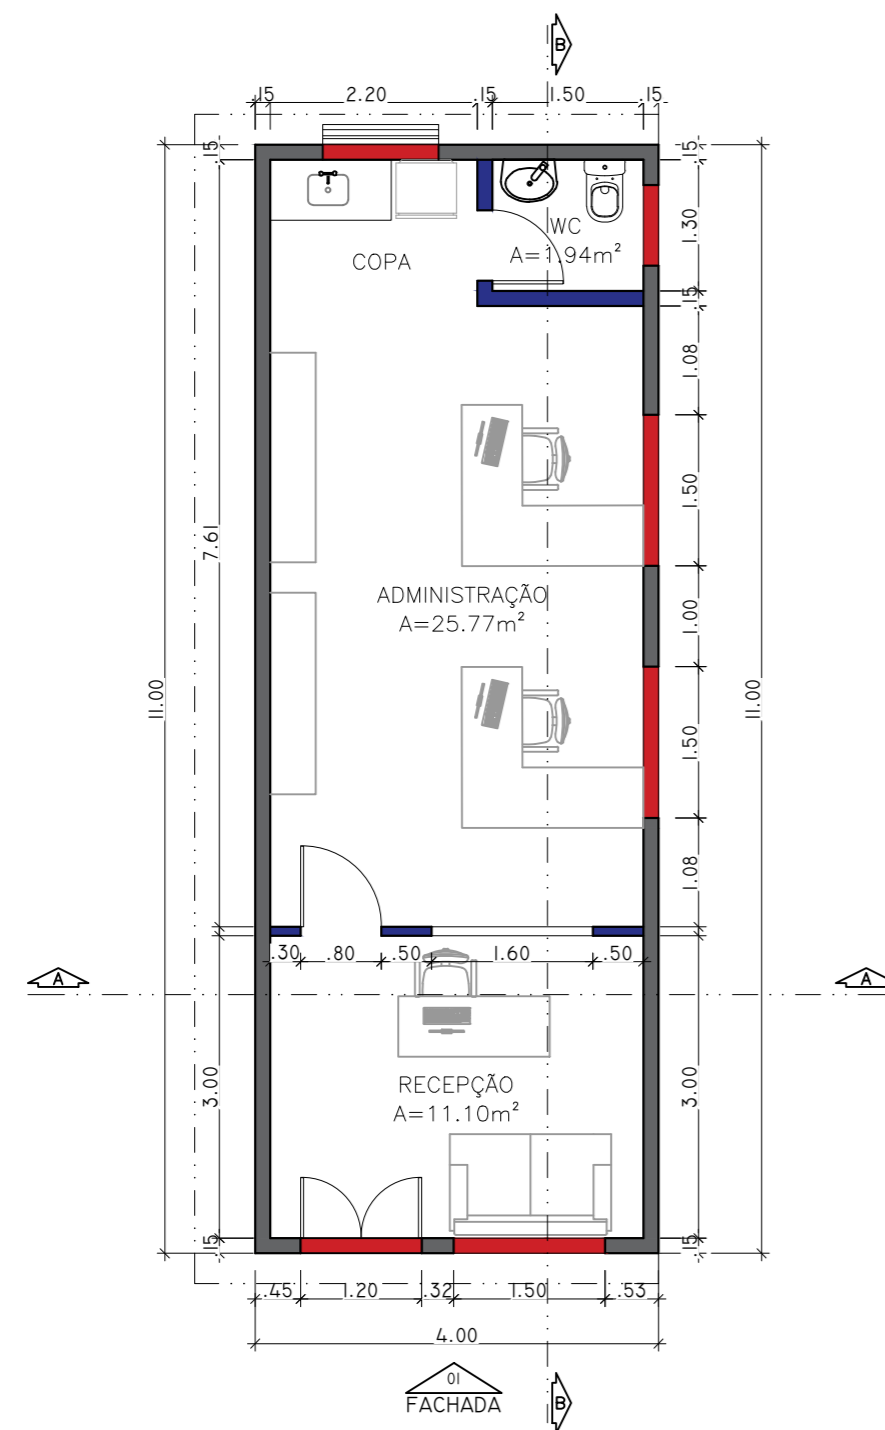 B
.15 2.20 .15 1.50 .15
.15
.15
1.30
WC
A=1.94m²
COPA
.15
1.08
1.50
7.61
ADMINISTRAÇÃO
A=25.77m²
1.00
11.00
11.00
1.50
1.08
.30 .80 .50 1.60 .50
A
A
3.00
3.00
RECEPÇÃO
A=11.10m²
.15
.15
.45 1.20 .32 1.50 .53
4.00
01
FACHADA
B